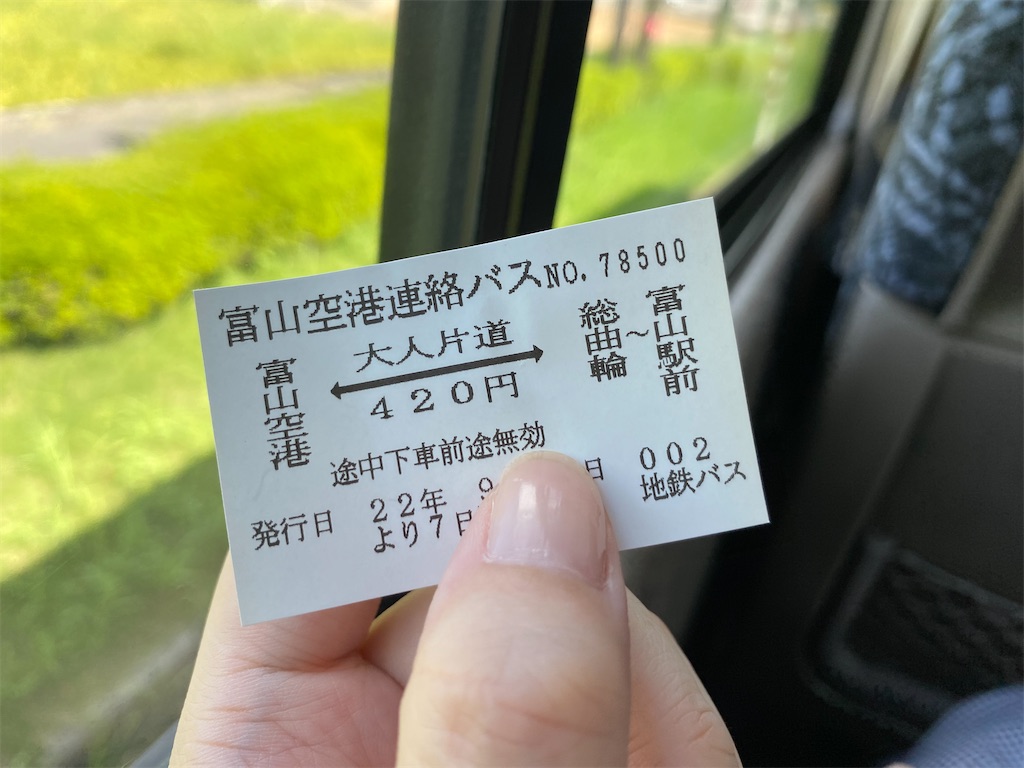 富山空港連絡バス NO.78500
富山空港
大人片道
420円
総曲輪~富山駅前
途中下車前途無効
発行日 22年 9 日
より7日
002
地鉄バス